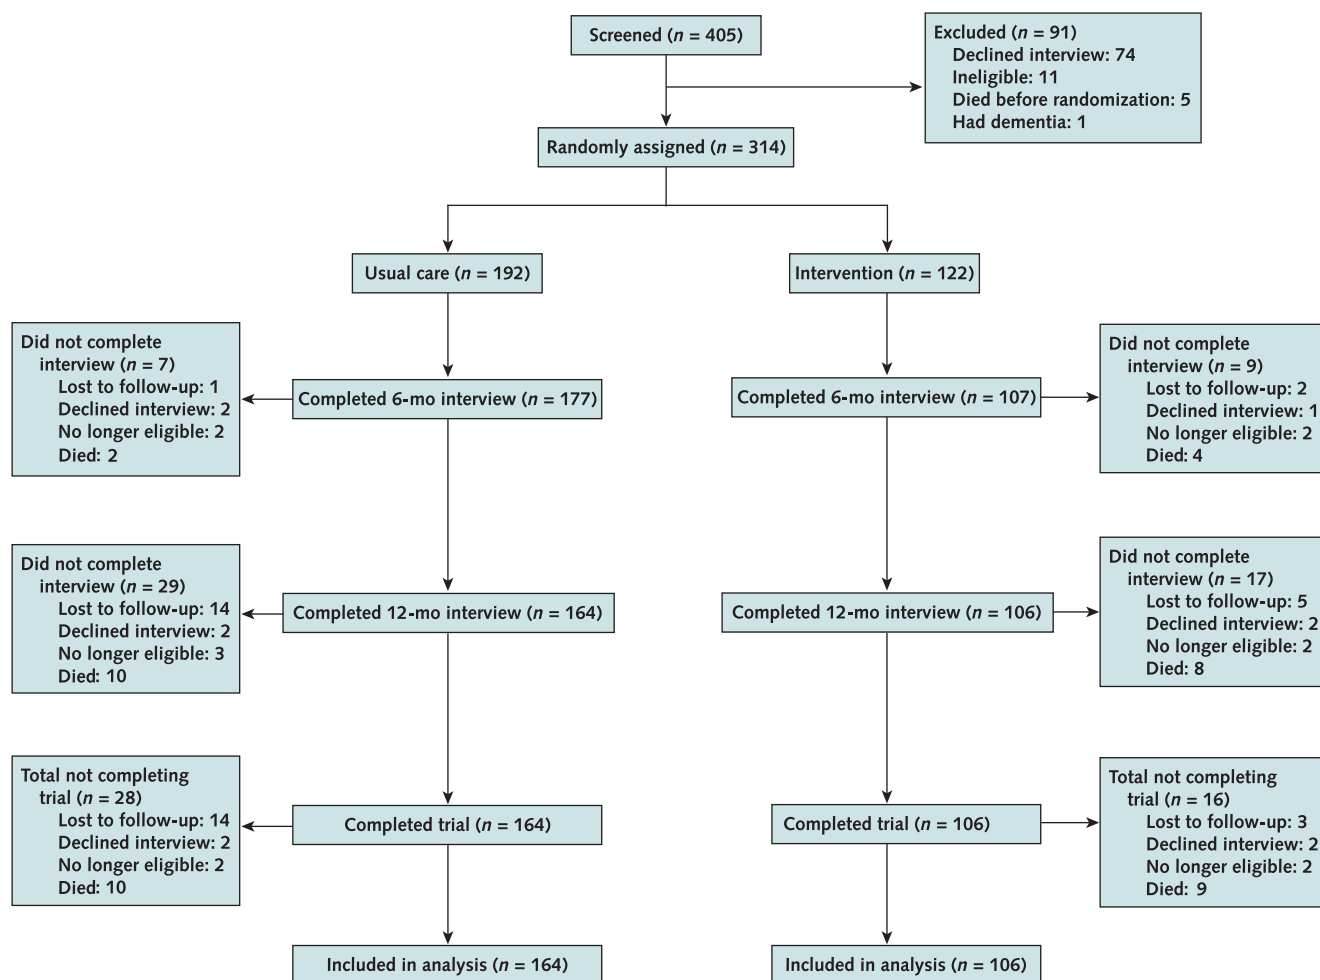 Screened (n = 405)
Excluded (n = 91)
Declined interview: 74
Ineligible: 11
Died before randomization: 5
Had dementia: 1
Randomly assigned (n = 314)
Usual care (n = 192)
Intervention (n = 122)
Did not complete
interview (n = 7)
Lost to follow-up: 1
Declined interview: 2
No longer eligible: 2
Died: 2
Completed 6-mo interview (n = 177)
Completed 6-mo interview (n = 107)
Did not complete
interview (n = 9)
Lost to follow-up: 2
Declined interview: 1
No longer eligible: 2
Died: 4
Did not complete
interview (n = 29)
Lost to follow-up: 14
Declined interview: 2
No longer eligible: 3
Died: 10
Completed 12-mo interview (n = 164)
Completed 12-mo interview (n = 106)
Did not complete
interview (n = 17)
Lost to follow-up: 5
Declined interview: 2
No longer eligible: 2
Died: 8
Total not completing
trial (n = 28)
Lost to follow-up: 14
Declined interview: 2
No longer eligible: 2
Died: 10
Completed trial (n = 164)
Completed trial (n = 106)
Total not completing
trial (n = 16)
Lost to follow-up: 3
Declined interview: 2
No longer eligible: 2
Died: 9
Included in analysis (n = 164)
Included in analysis (n = 106)